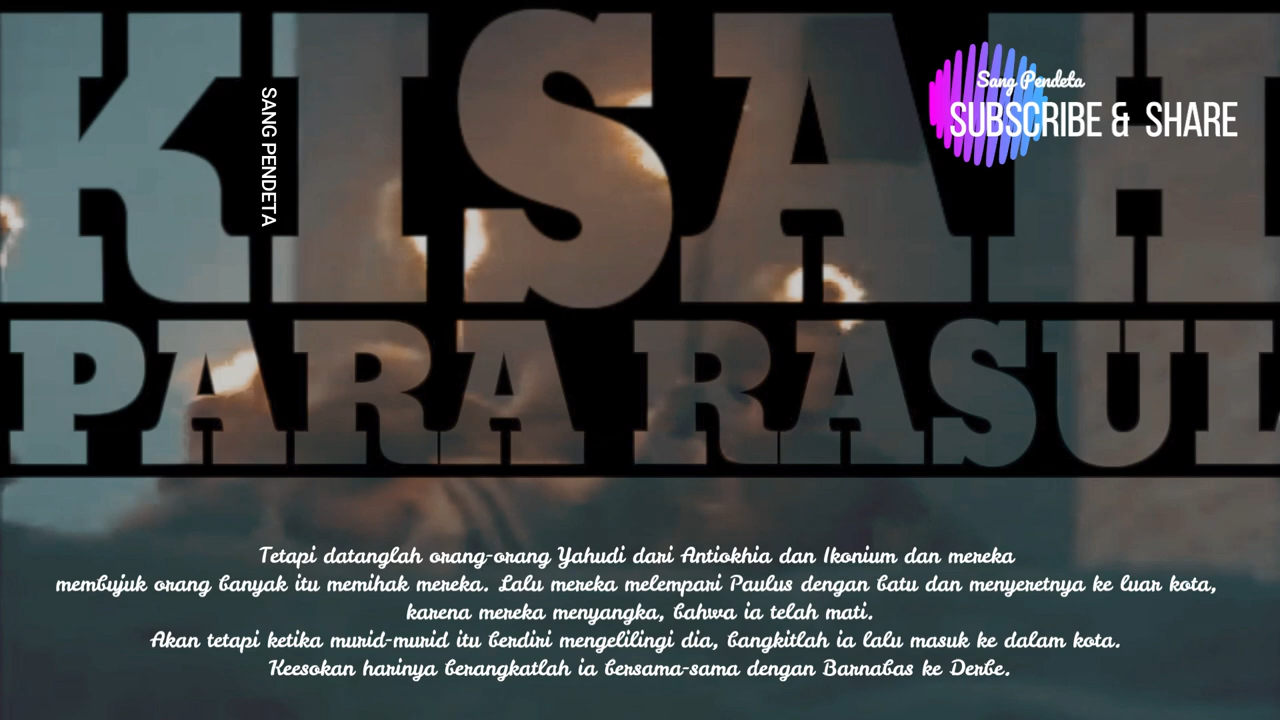 KISAH
SANG PENDETA
Sang Pendeta
SUBSCRIBE & SHARE
PARA RASUL
Tetapi datanglah orang-orang Yahudi dari Antiokhia dan Ikonium dan mereka
membujuk orang banyak itu memihak mereka. Lalu mereka melempari Paulus dengan batu dan menyeretnya ke luar kota,
karena mereka menyangka, bahwa ia telah mati.
Akan tetapi ketika murid-murid itu berdiri mengelilingi dia, bangkitlah ia lalu masuk ke dalam kota.
Keesokan harinya berangkatlah ia bersama-sama dengan Barnabas ke Derbe.